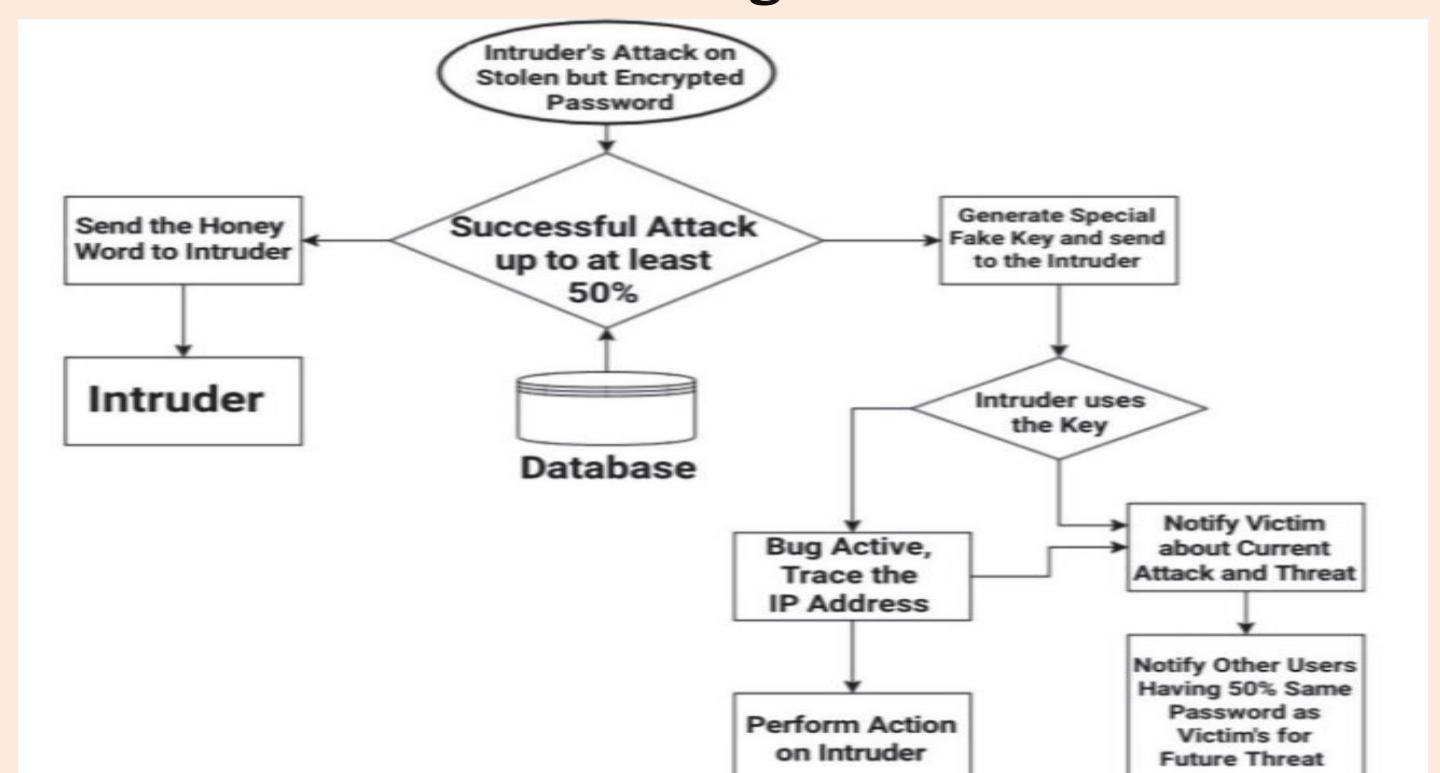 Intruder's Attack on
Stolen but Encrypted
Password
Send the Honey
Word to Intruder
Successful Attack
up to at least
50%
Generate Special
Fake Key and send
to the Intruder
Intruder
Database
Intruder uses
the Key
Bug Active,
Trace the
IP Address
Notify Victim
about Current
Attack and Threat
Perform Action
on Intruder
Notify Other Users
Having 50% Same
Password as
Victim's for
Future Threat